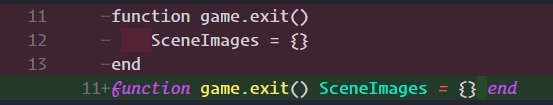 11 -function game.exit()
12 - SceneImages = {}
13 -end
11+function game.exit() SceneImages = {} end